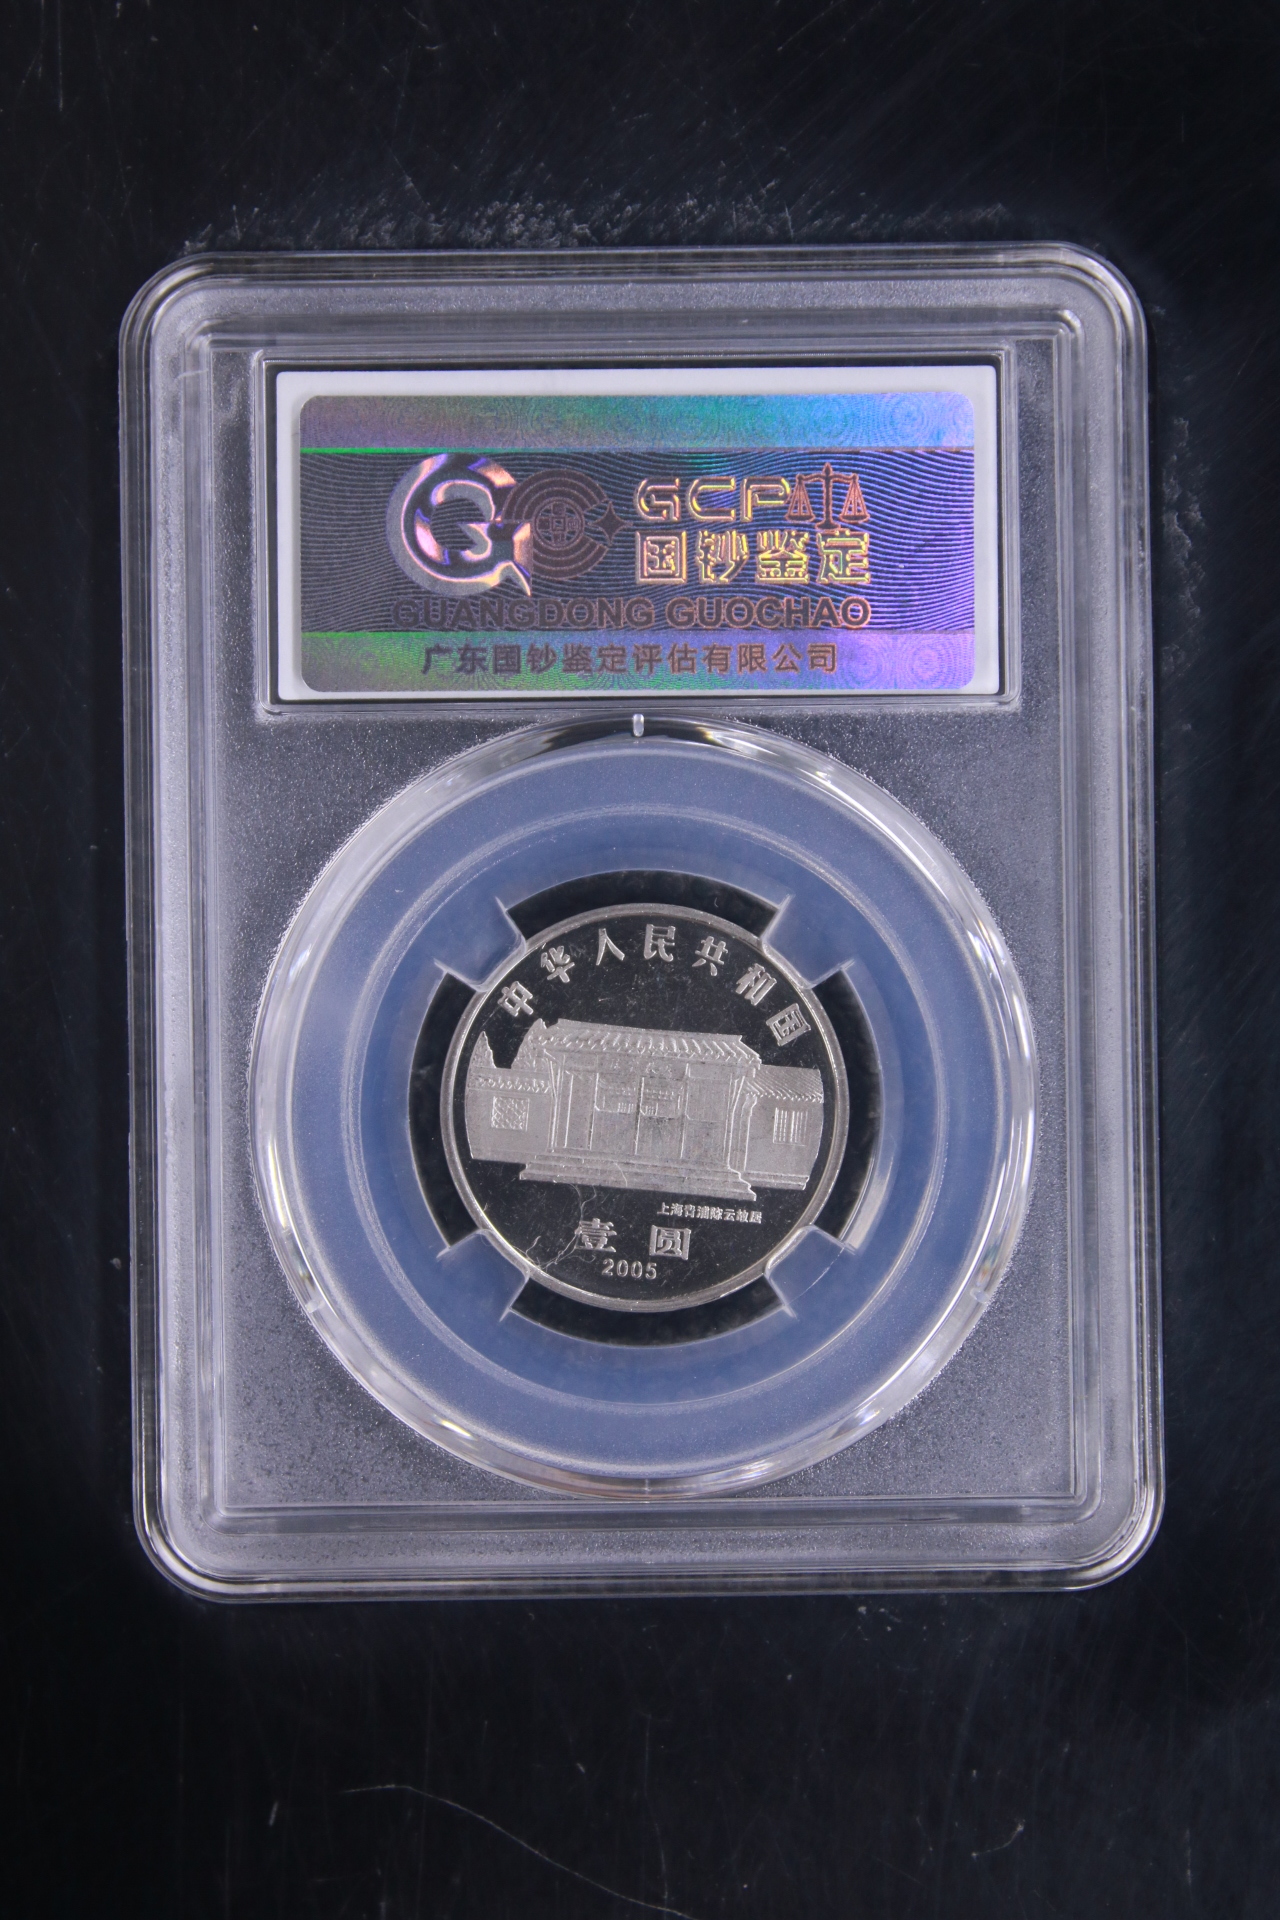 GCP
国钞鉴定
GUANGDONG GUOCHAO
广东国钞鉴定评估有限公司
中华人民共和国
上海青浦陈云故居
壹圆
2005